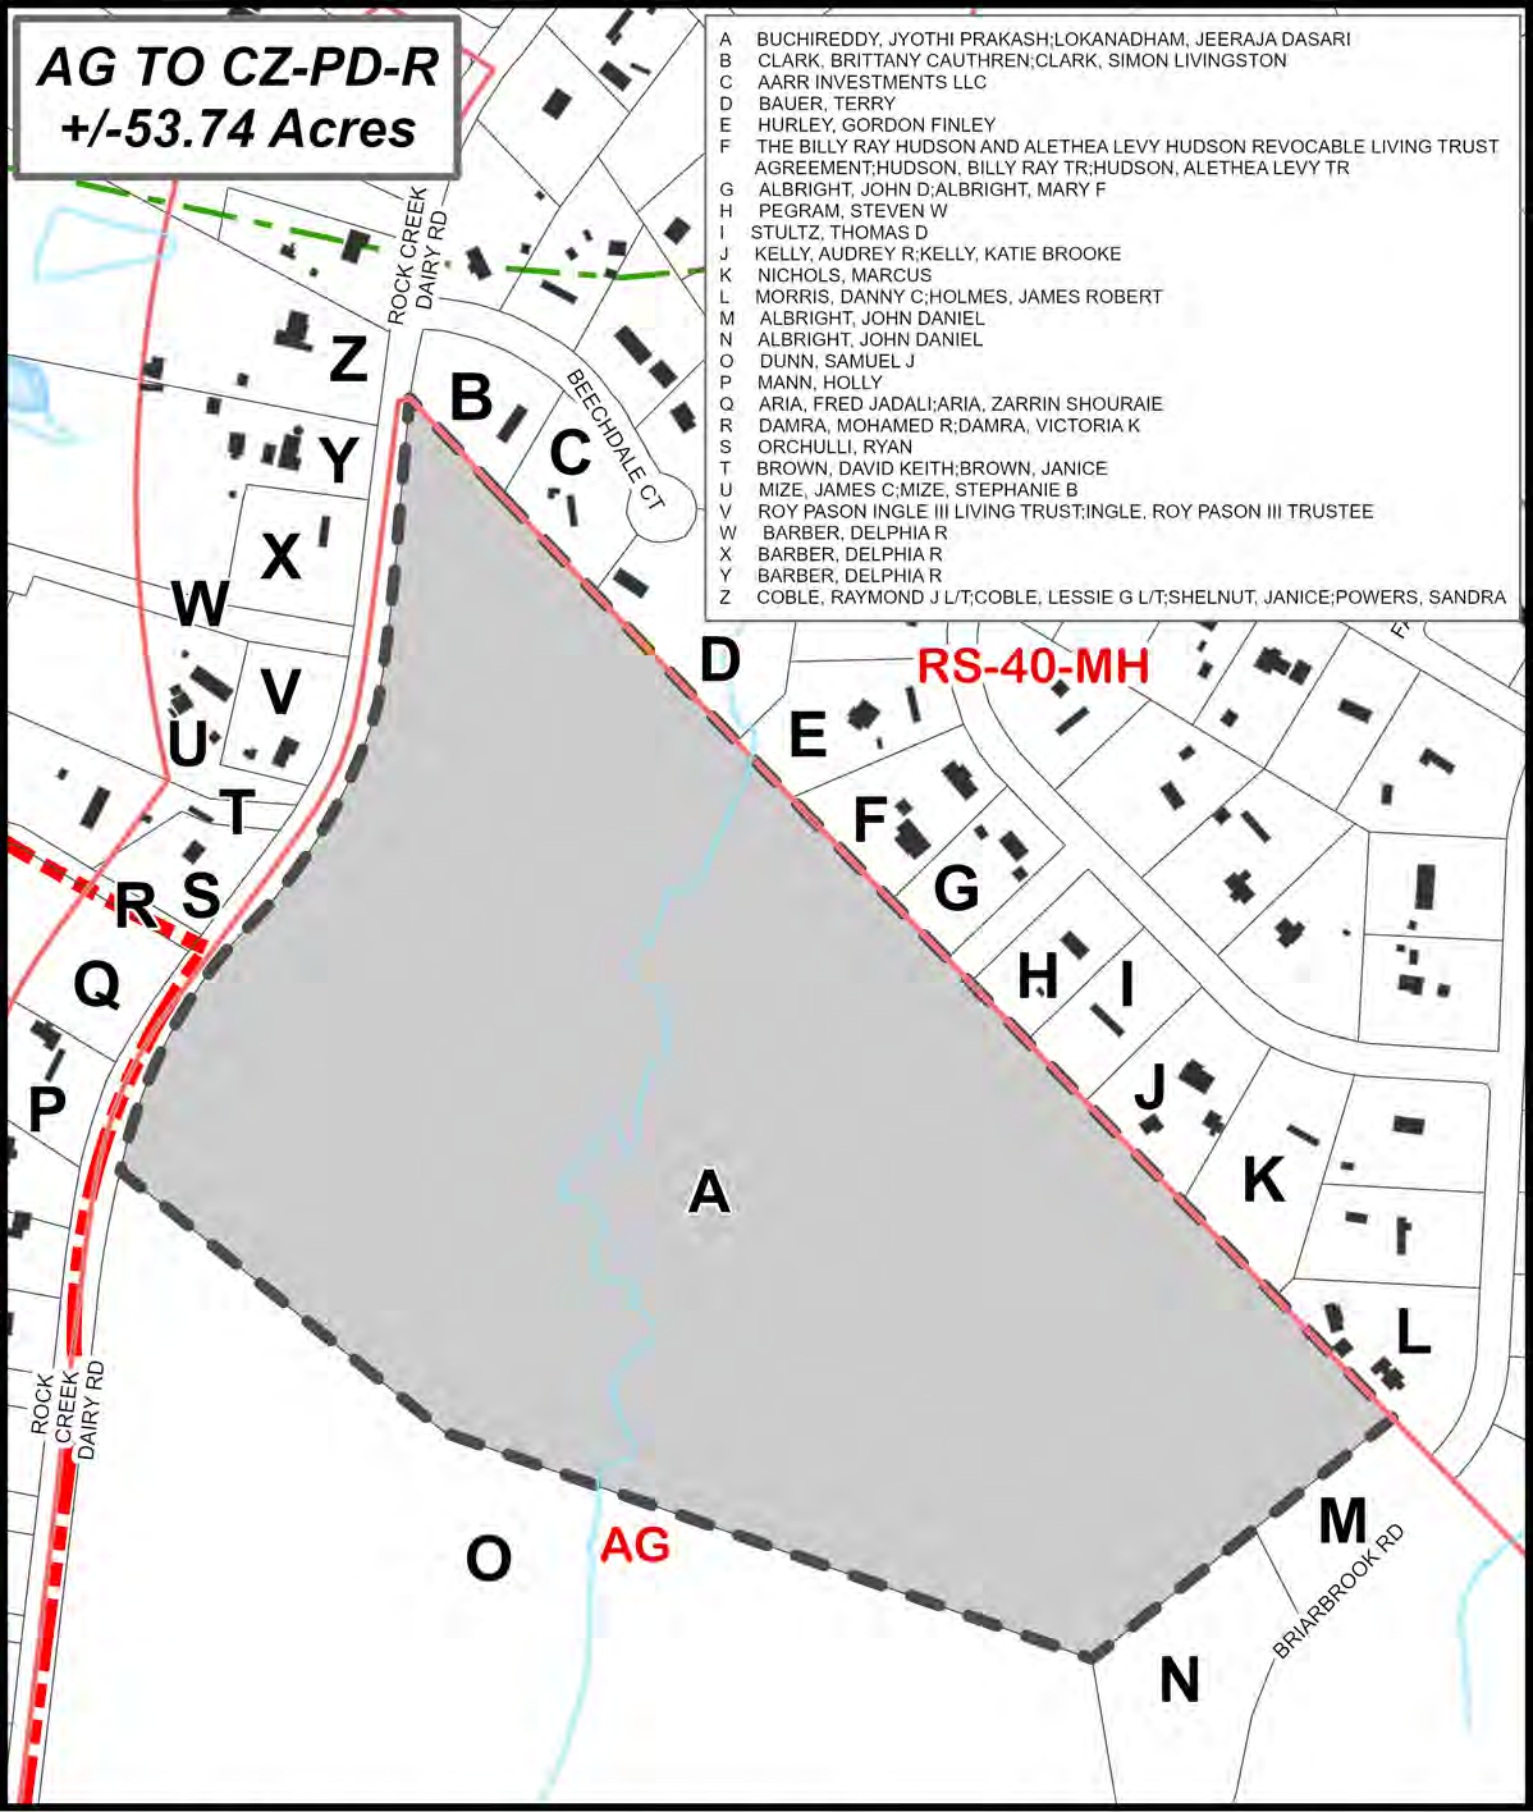 AG TO CZ-PD-R
+/-53.74 Acres
A BUCHIREDDY, JYOTHI PRAKASH;LOKANADHAM, JEERAJA DASARI
B CLARK, BRITTANY CAUTHREN;CLARK, SIMON LIVINGSTON
C AARR INVESTMENTS LLC
D BAUER, TERRY
E HURLEY, GORDON FINLEY
F THE BILLY RAY HUDSON AND ALETHEA LEVY HUDSON REVOCABLE LIVING TRUST
AGREEMENT;HUDSON, BILLY RAY TR;HUDSON, ALETHEA LEVY TR
G ALBRIGHT, JOHN D;ALBRIGHT, MARY F
H PEGRAM, STEVEN W
I STULTZ, THOMAS D
J KELLY, AUDREY R;KELLY, KATIE BROOKE
K NICHOLS, MARCUS
L MORRIS, DANNY C;HOLMES, JAMES ROBERT
M ALBRIGHT, JOHN DANIEL
N ALBRIGHT, JOHN DANIEL
O DUNN, SAMUEL J
P MANN, HOLLY
Q ARIA, FRED JADALI;ARIA, ZARRIN SHOURAIE
R DAMRA, MOHAMED R;DAMRA, VICTORIA K
S ORCHULLI, RYAN
T BROWN, DAVID KEITH;BROWN, JANICE
U MIZE, JAMES C;MIZE, STEPHANIE B
V ROY PASON INGLE III LIVING TRUST;INGLE, ROY PASON III TRUSTEE
W BARBER, DELPHIA R
X BARBER, DELPHIA R
Y BARBER, DELPHIA R
Z COBLE, RAYMOND J L/T;COBLE, LESSIE G L/T;SHELNUT, JANICE;POWERS, SANDRA
ROCK CREEK
DAIRY RD
Z
B
BEECHDALE CT
Y
C
X
W
D
RS-40-MH
V
E
U
T
F
R
S
G
Q
H
I
P
J
A
K
L
ROCK
CREEK
DAIRY RD
O
AG
M
BRIARBROOK RD
N